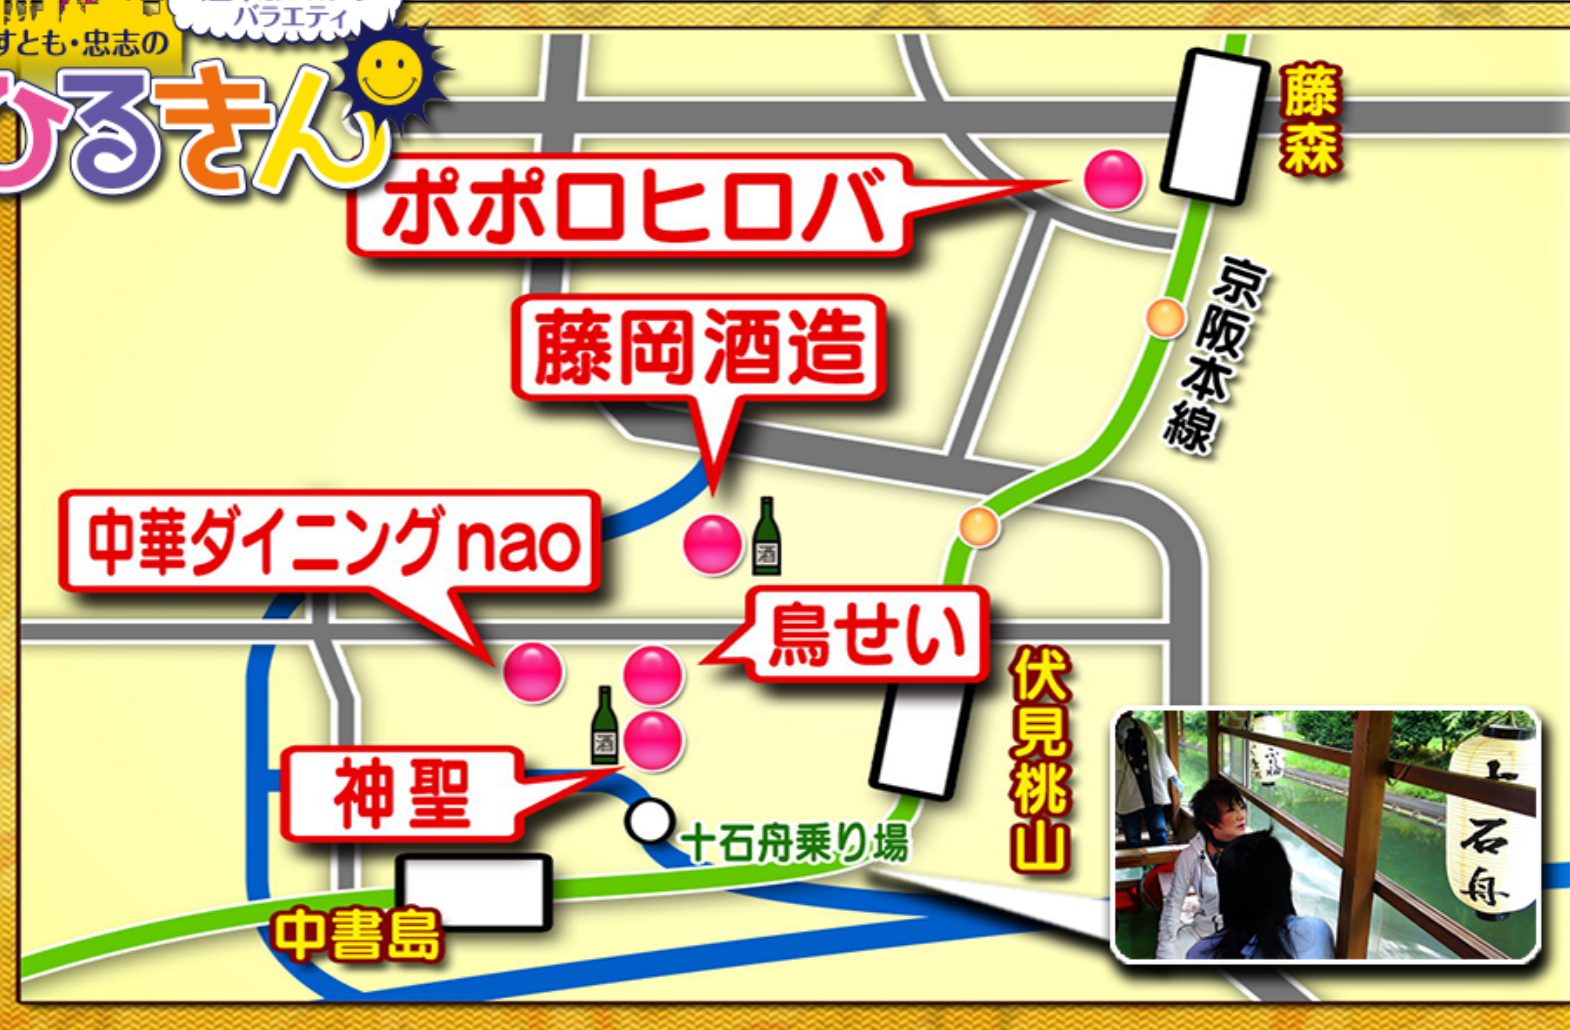 バラエティ
すとも・忠志の
ひるきん
藤森
ポポロヒロバ
京阪本線
藤岡酒造
中華ダイニングnao
酒
鳥せい
伏見桃山
酒
神聖
十石舟乗り場
中書島
十石舟